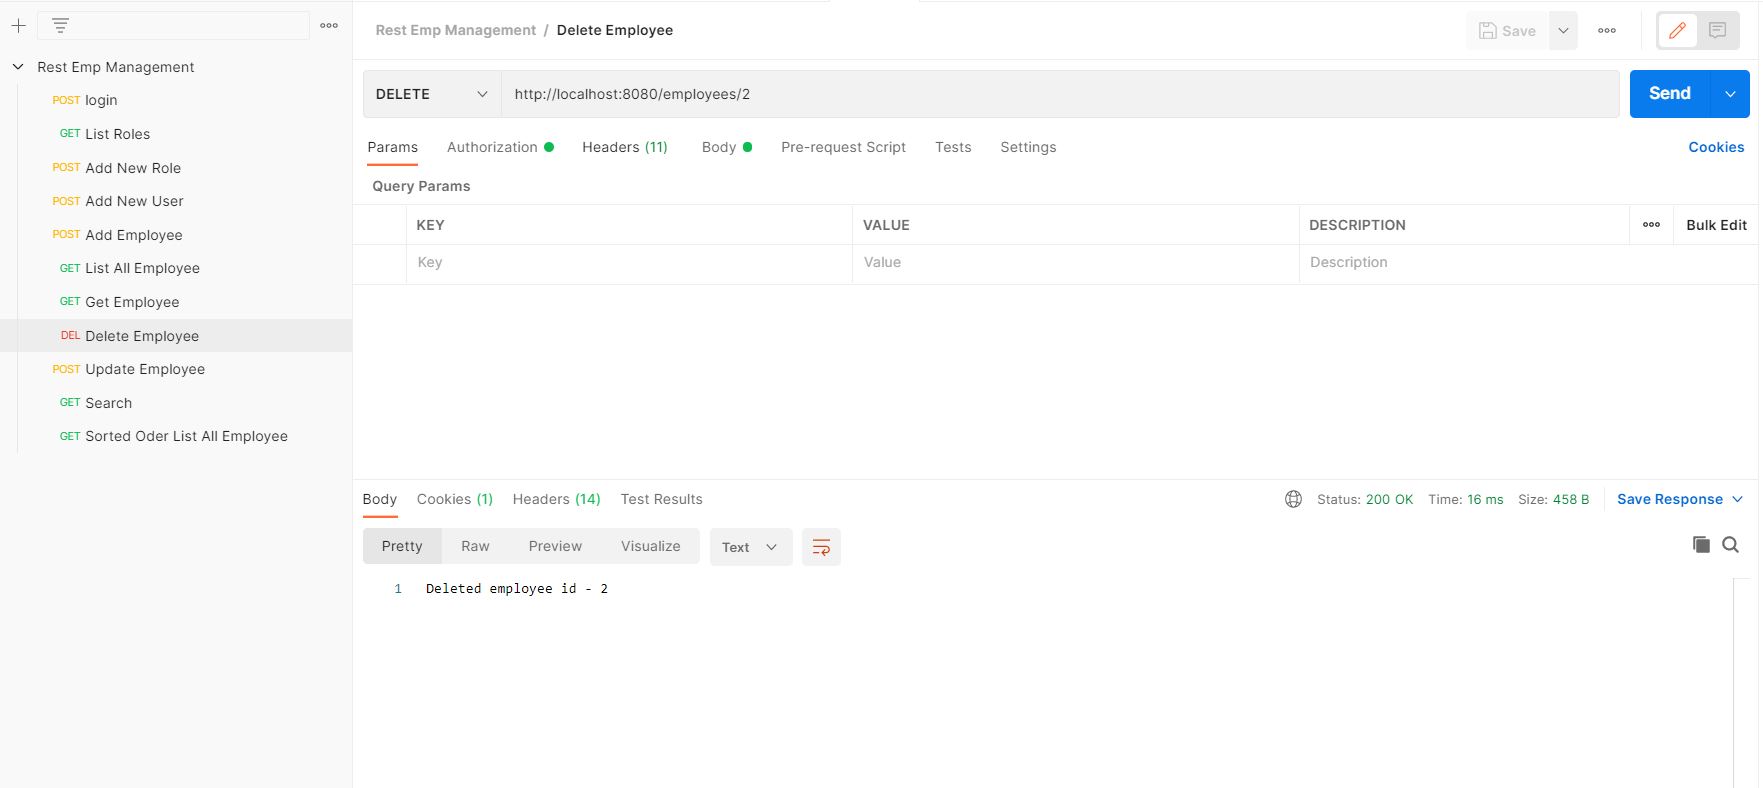 Rest Emp Management
POST login
GET List Roles
POST Add New Role
POST Add New User
POST Add Employee
GET List All Employee
GET Get Employee
DEL Delete Employee
POST Update Employee
GET Search
GET Sorted Oder List All Employee
Rest Emp Management / Delete Employee
Save
DELETE http://localhost:8080/employees/2
Send
Params Authorization Headers (11) Body Pre-request Script Tests Settings Cookies
Query Params
KEY VALUE DESCRIPTION Bulk Edit
Key Value Description
Body Cookies (1) Headers (14) Test Results Status: 200 OK Time: 16 ms Size: 458 B Save Response
Pretty Raw Preview Visualize Text
1 Deleted employee id - 2